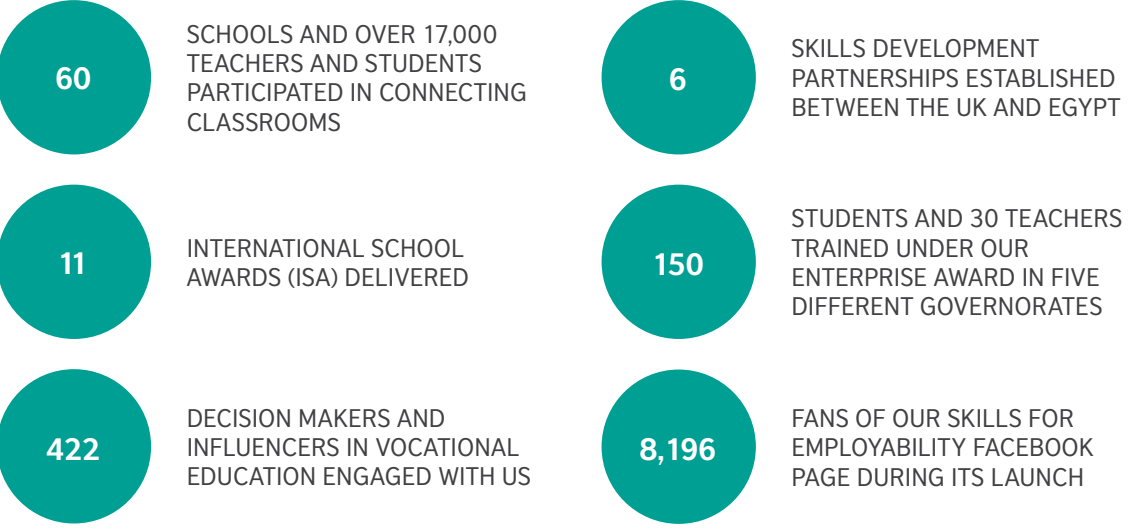 60
SCHOOLS AND OVER 17,000
TEACHERS AND STUDENTS
PARTICIPATED IN CONNECTING
CLASSROOMS
6
SKILLS DEVELOPMENT
PARTNERSHIPS ESTABLISHED
BETWEEN THE UK AND EGYPT
11
INTERNATIONAL SCHOOL
AWARDS (ISA) DELIVERED
150
STUDENTS AND 30 TEACHERS
TRAINED UNDER OUR
ENTERPRISE AWARD IN FIVE
DIFFERENT GOVERNORATES
422
DECISION MAKERS AND
INFLUENCERS IN VOCATIONAL
EDUCATION ENGAGED WITH US
8,196
FANS OF OUR SKILLS FOR
EMPLOYABILITY FACEBOOK
PAGE DURING ITS LAUNCH